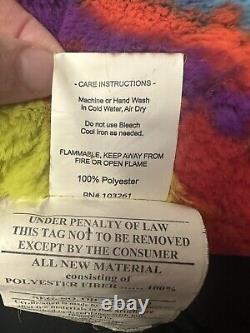 - CARE INSTRUCTIONS -
Machine or Hand Wash
in Cold Water, Air Dry
Do not use Bleach
Cool Iron as needed.
FLAMMABLE, KEEP AWAY FROM
FIRE OR OPEN FLAME
100% Polyester
RN# 103261
UNDER PENALTY OF LAW
THIS TAG NOT TO BE REMOVED
EXCEPT BY THE CONSUMER
ALL NEW MATERIAL
consisting of
POLYESTER FIBER ...... 100%
REG. NO.